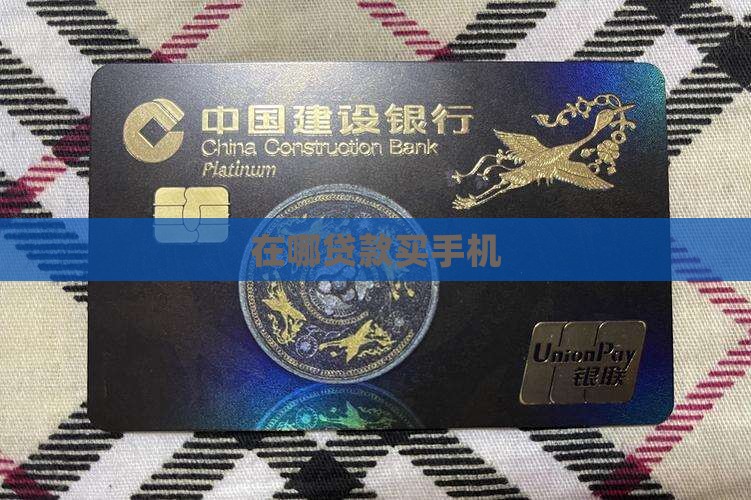 中国建设银行
China Construction Bank
Platinum
在哪贷款买手机
UnionPay
银联